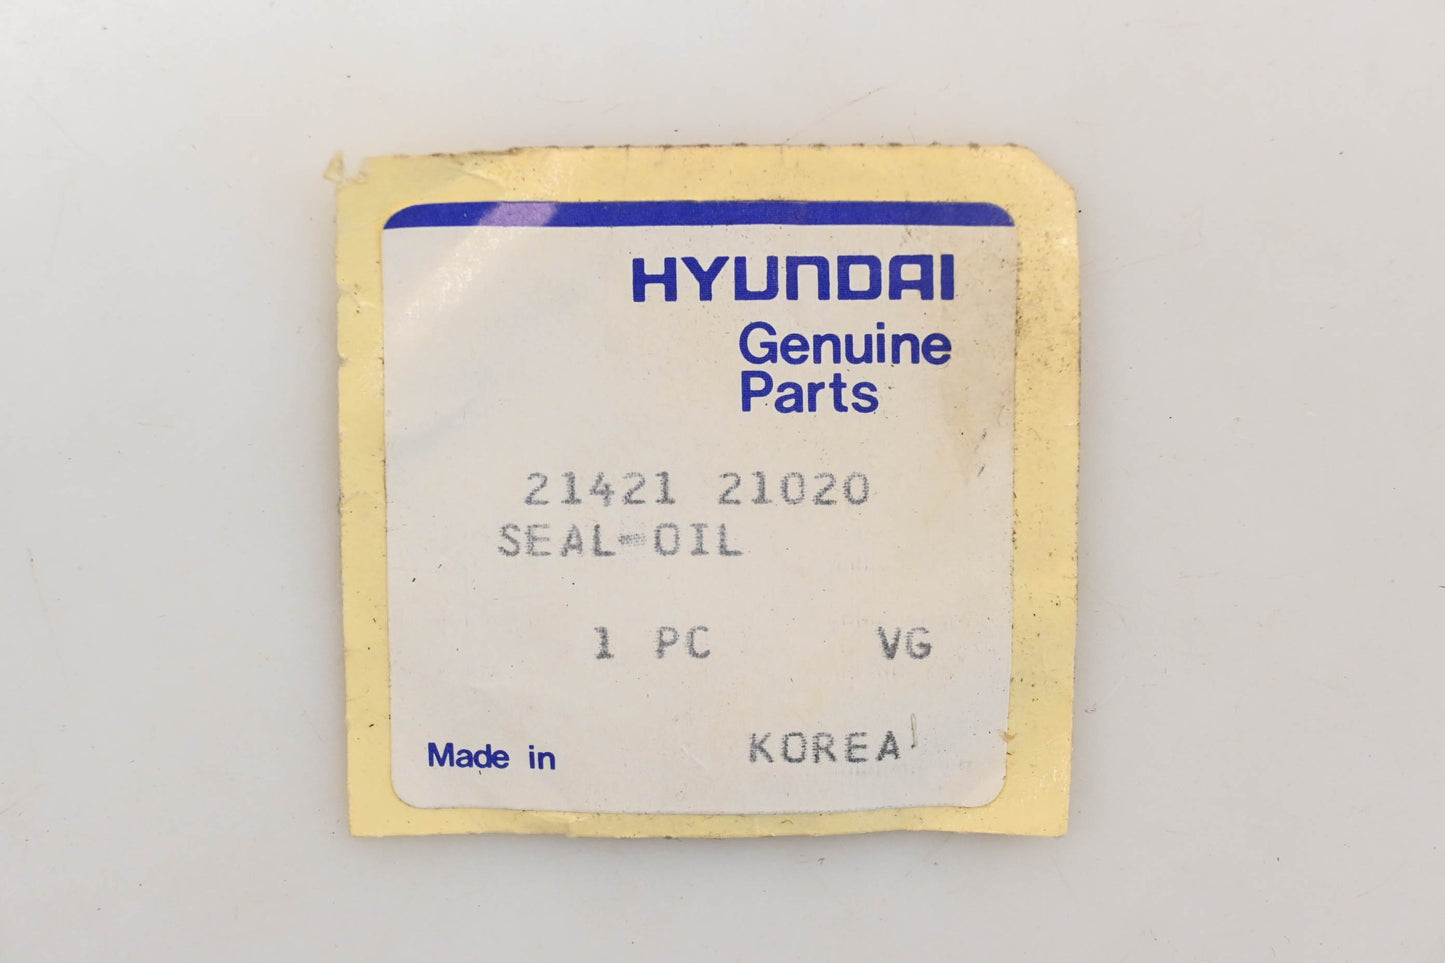 HYUNDAI
Genuine
Parts
21421 21020
SEAL-OIL
1 PC VG
Made in KOREA